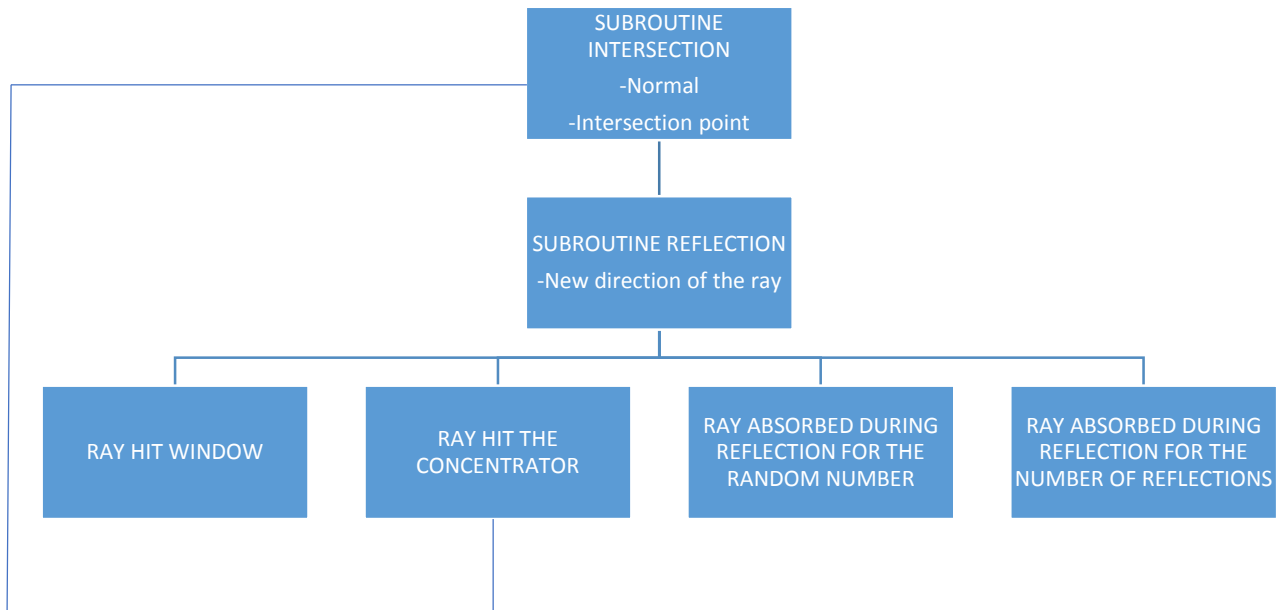 SUBROUTINE
INTERSECTION
-Normal
-Intersection point
SUBROUTINE REFLECTION
-New direction of the ray
RAY HIT WINDOW
RAY HIT THE
CONCENTRATOR
RAY ABSORBED DURING
REFLECTION FOR THE
RANDOM NUMBER
RAY ABSORBED DURING
REFLECTION FOR THE
NUMBER OF REFLECTIONS